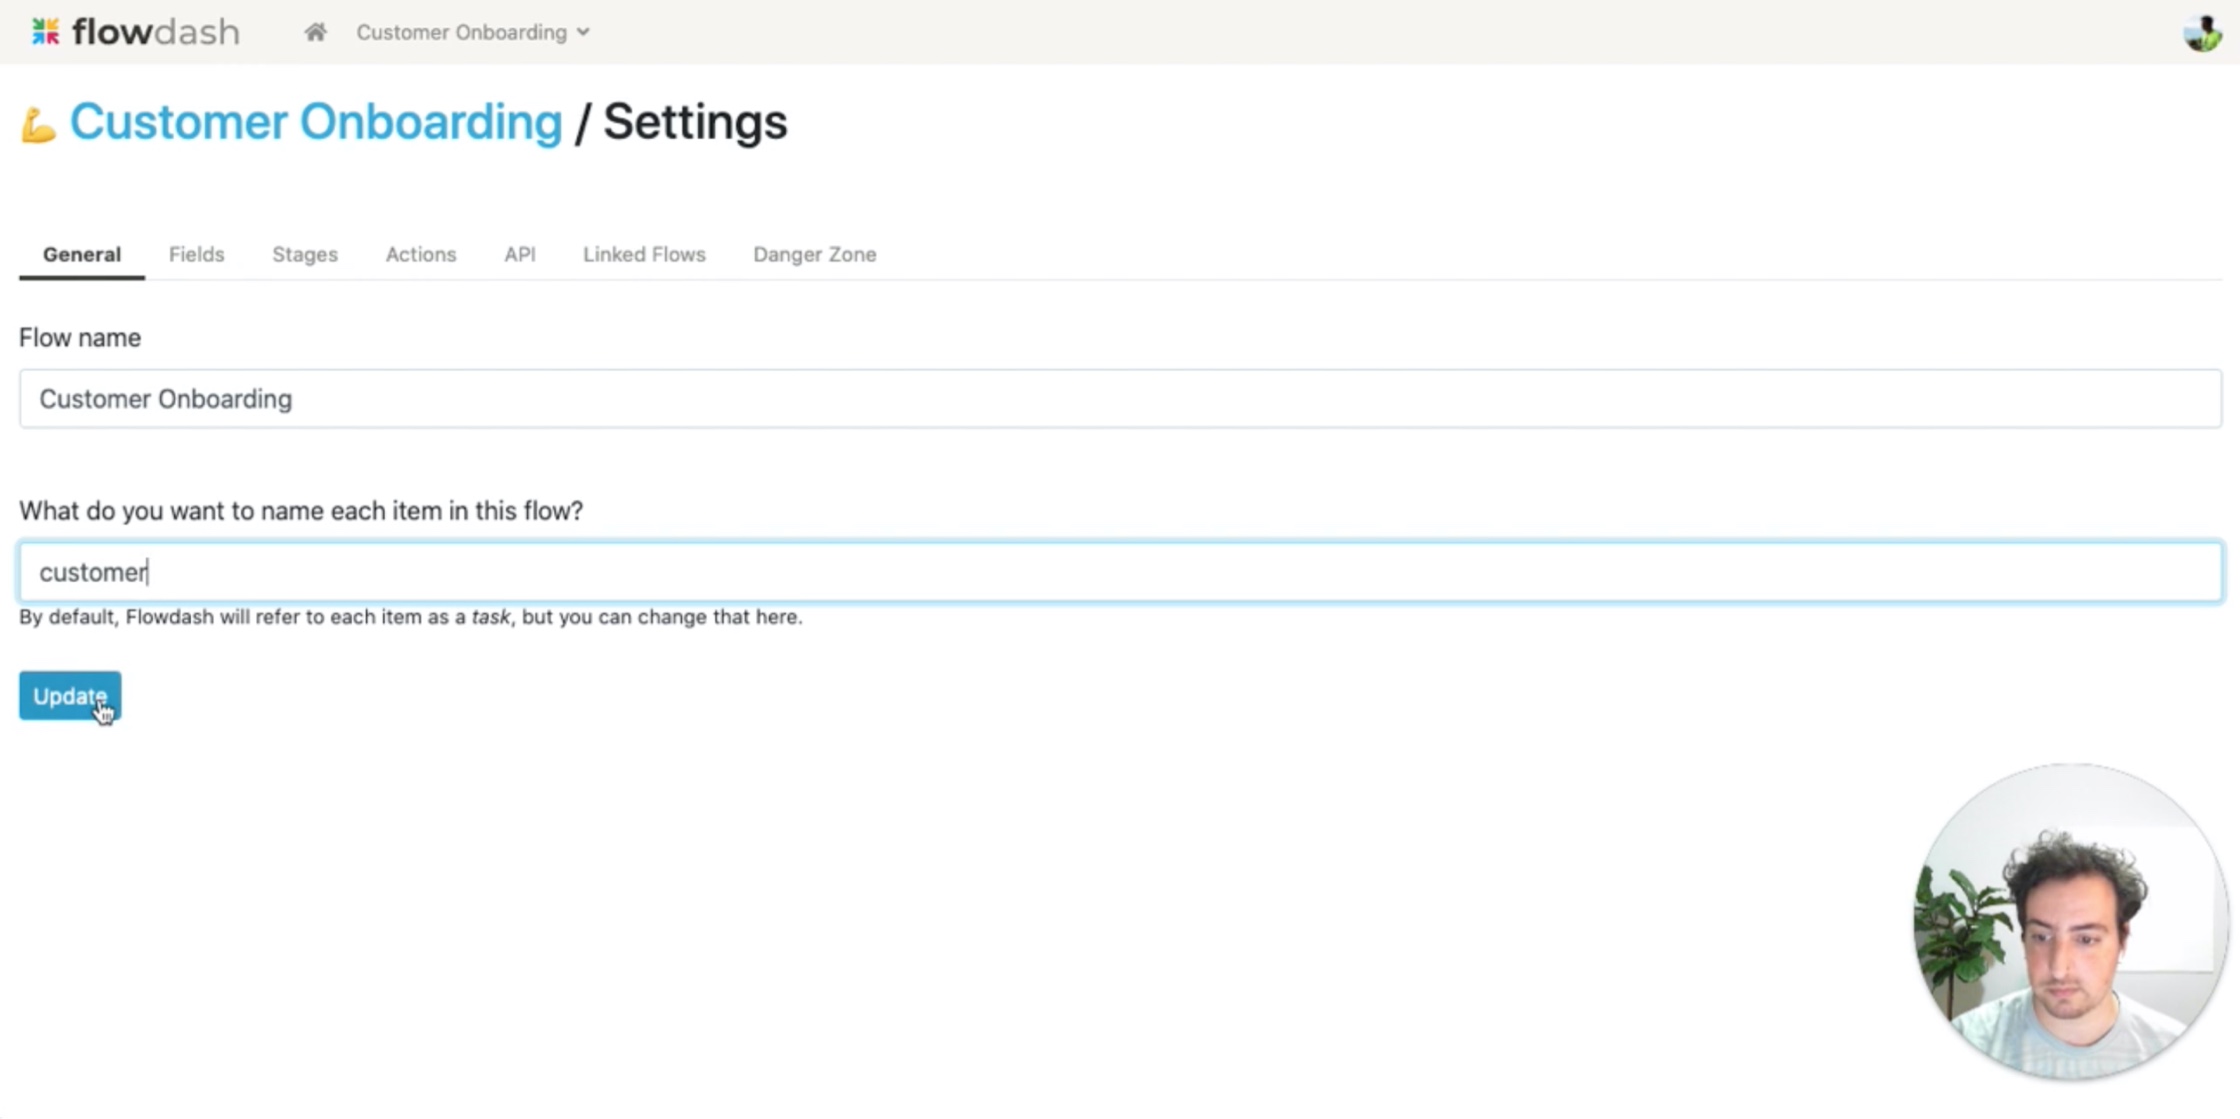 flowdash
Customer Onboarding
Customer Onboarding / Settings
General Fields Stages Actions API Linked Flows Danger Zone
Flow name
Customer Onboarding
What do you want to name each item in this flow?
customer
By default, Flowdash will refer to each item as a task, but you can change that here.
Update